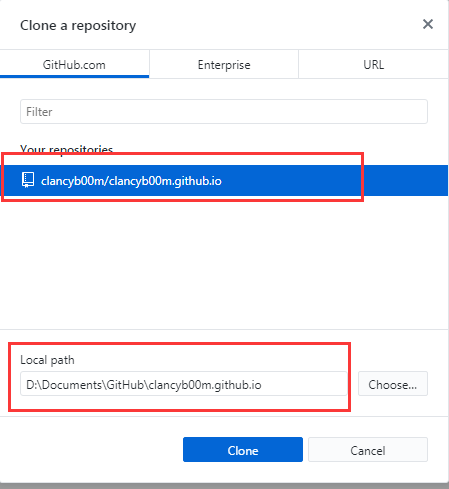 Clone a repository
GitHub.com Enterprise URL
Filter
Your repositories
clancyb00m/clancyb00m.github.io
Local path
D:\Documents\GitHub\clancyb00m.github.io Choose...
Clone Cancel